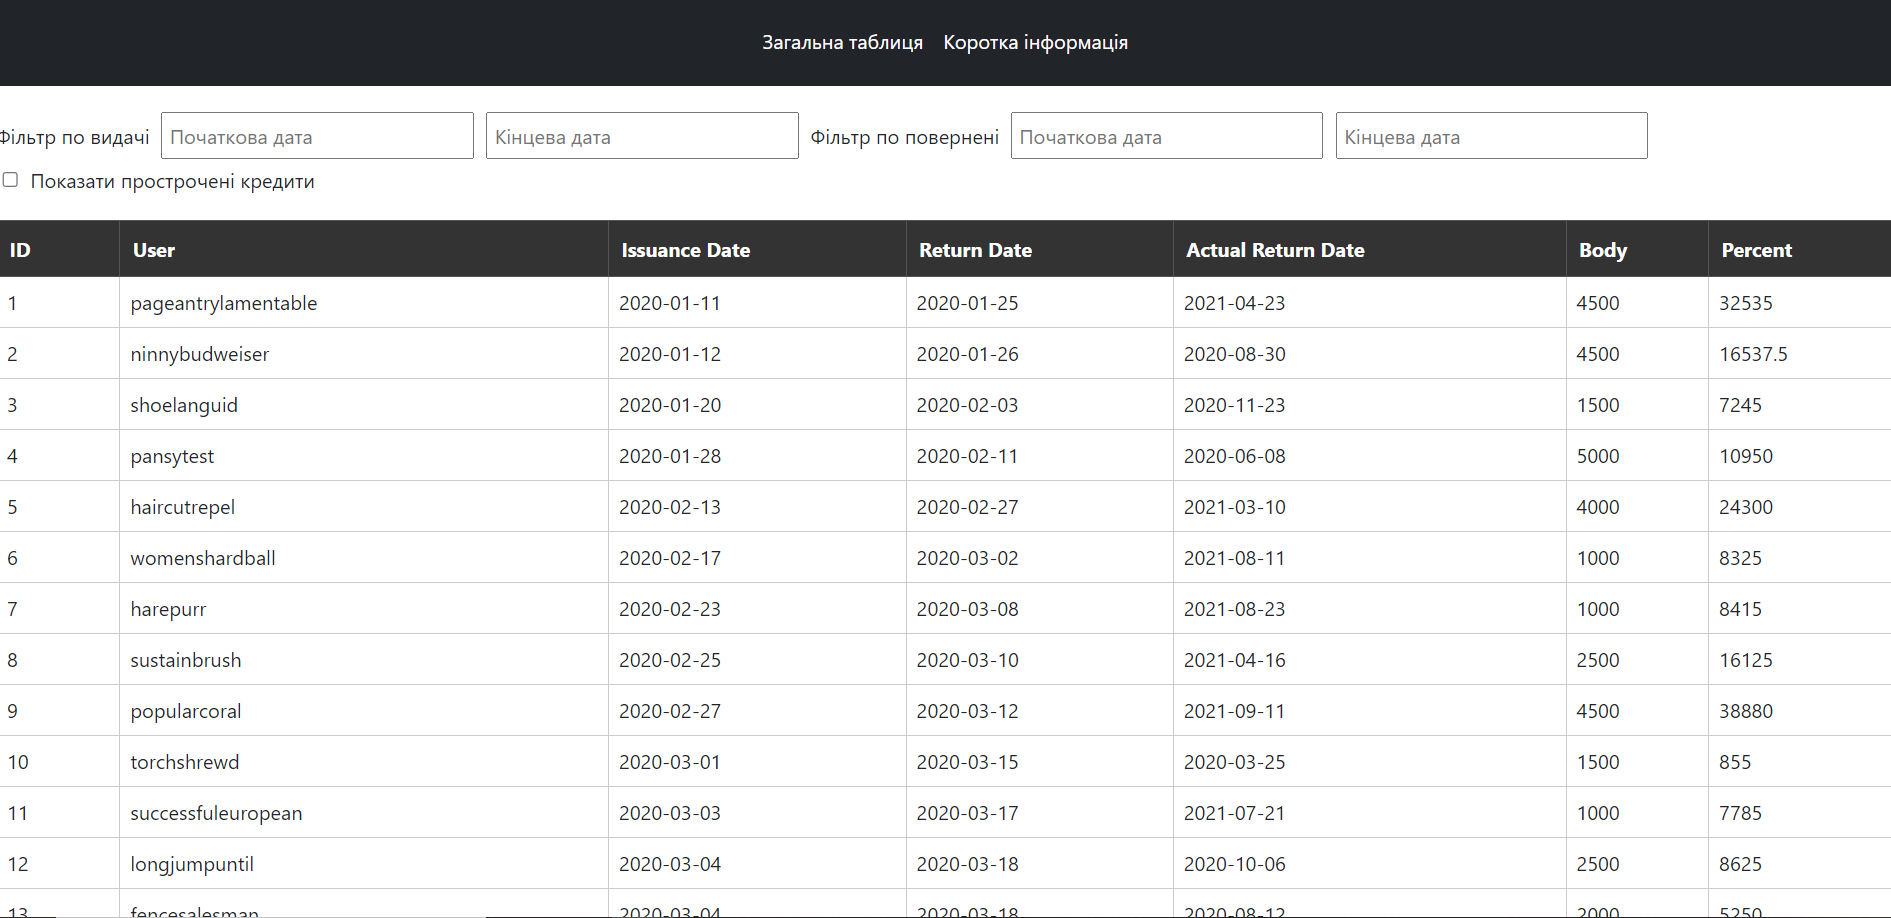 Загальна таблиця Коротка інформація
Фільтр по видачі Початкова дата Кінцева дата Фільтр по повернені Початкова дата Кінцева дата
Показати прострочені кредити
ID User Issuance Date Return Date Actual Return Date Body Percent
1 pageantrylamentable 2020-01-11 2020-01-25 2021-04-23 4500 32535
2 ninnybudweiser 2020-01-12 2020-01-26 2020-08-30 4500 16537.5
3 shoelanguid 2020-01-20 2020-02-03 2020-11-23 1500 7245
4 pansytest 2020-01-28 2020-02-11 2020-06-08 5000 10950
5 haircutrepel 2020-02-13 2020-02-27 2021-03-10 4000 24300
6 womenshardball 2020-02-17 2020-03-02 2021-08-11 1000 8325
7 harepurr 2020-02-23 2020-03-08 2021-08-23 1000 8415
8 sustainbrush 2020-02-25 2020-03-10 2021-04-16 2500 16125
9 popularcoral 2020-02-27 2020-03-12 2021-09-11 4500 38880
10 torchshrewd 2020-03-01 2020-03-15 2020-03-25 1500 855
11 successfuleuropean 2020-03-03 2020-03-17 2021-07-21 1000 7785
12 longjumpuntil 2020-03-04 2020-03-18 2020-10-06 2500 8625
13 fencesalesman 2020-03-04 2020-03-18 2020-08-12 2000 5250